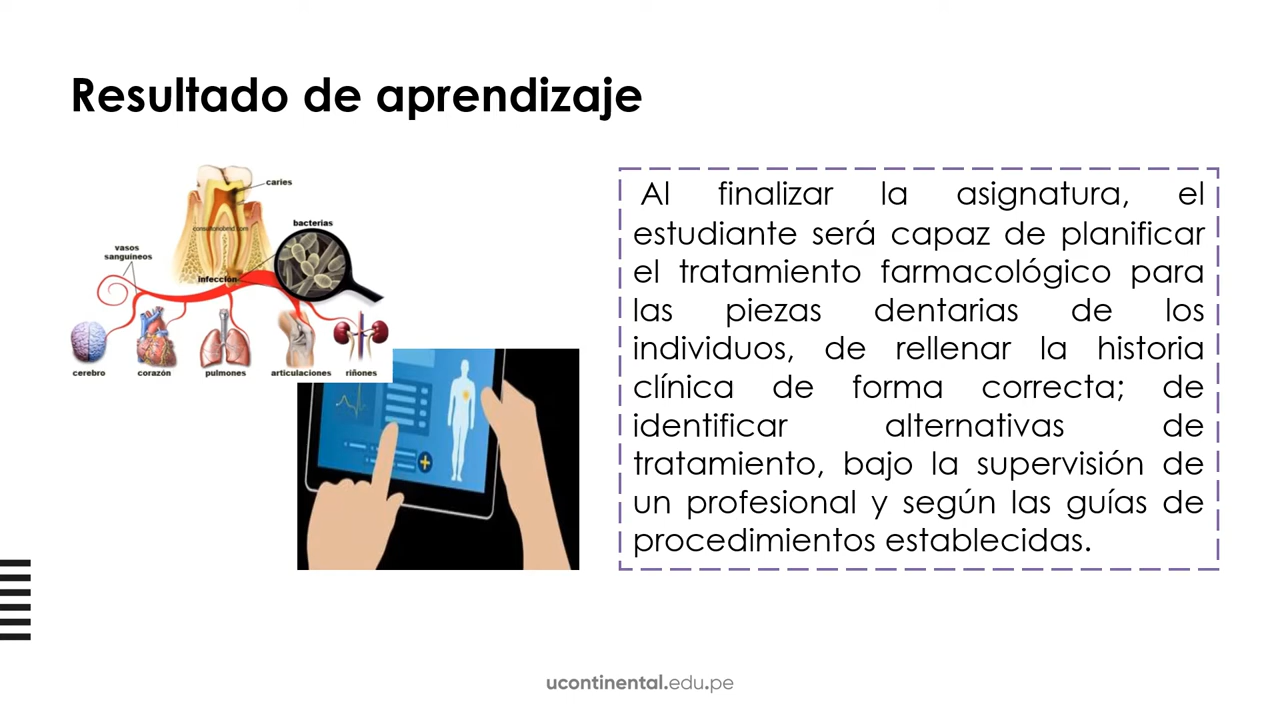 Resultado de aprendizaje
caries
consultoriobmd.com
bacterias
vasos
sanguíneos
infección
cerebro
corazón
pulmones
articulaciones
riñones
Al finalizar la asignatura, el
estudiante será capaz de planificar
el tratamiento farmacológico para
las piezas dentarias de los
individuos, de rellenar la historia
clínica de forma correcta; de
identificar alternativas de
tratamiento, bajo la supervisión de
un profesional y según las guías de
procedimientos establecidas.
ucontinental.edu.pe